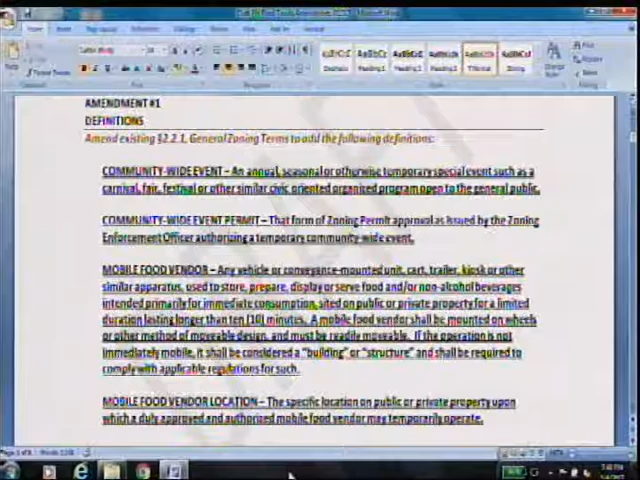 AMENDMENT #1
DEFINITIONS
Amend existing §2.2.1, General Zoning Terms to add the following definitions:
COMMUNITY-WIDE EVENT – An annual, seasonal or otherwise temporary special event such as a
carnival, fair, festival or other similar civic oriented organized program open to the general public.
COMMUNITY-WIDE EVENT PERMIT – That form of Zoning Permit approval as issued by the Zoning
Enforcement Officer authorizing a temporary community-wide event.
MOBILE FOOD VENDOR – Any vehicle or conveyance-mounted unit, cart, trailer, kiosk or other
similar apparatus, used to store, prepare, display or serve food and/or non-alcohol beverages
intended primarily for immediate consumption, sited on public or private property for a limited
duration lasting longer than ten (10) minutes. A mobile food vendor shall be mounted on wheels
or other method of moveable design, and must be readily moveable. If the operation is not
immediately mobile, it shall be considered a "building" or "structure" and shall be required to
comply with applicable regulations for such.
MOBILE FOOD VENDOR LOCATION – The specific location on public or private property upon
which a duly approved and authorized mobile food vendor may temporarily operate.